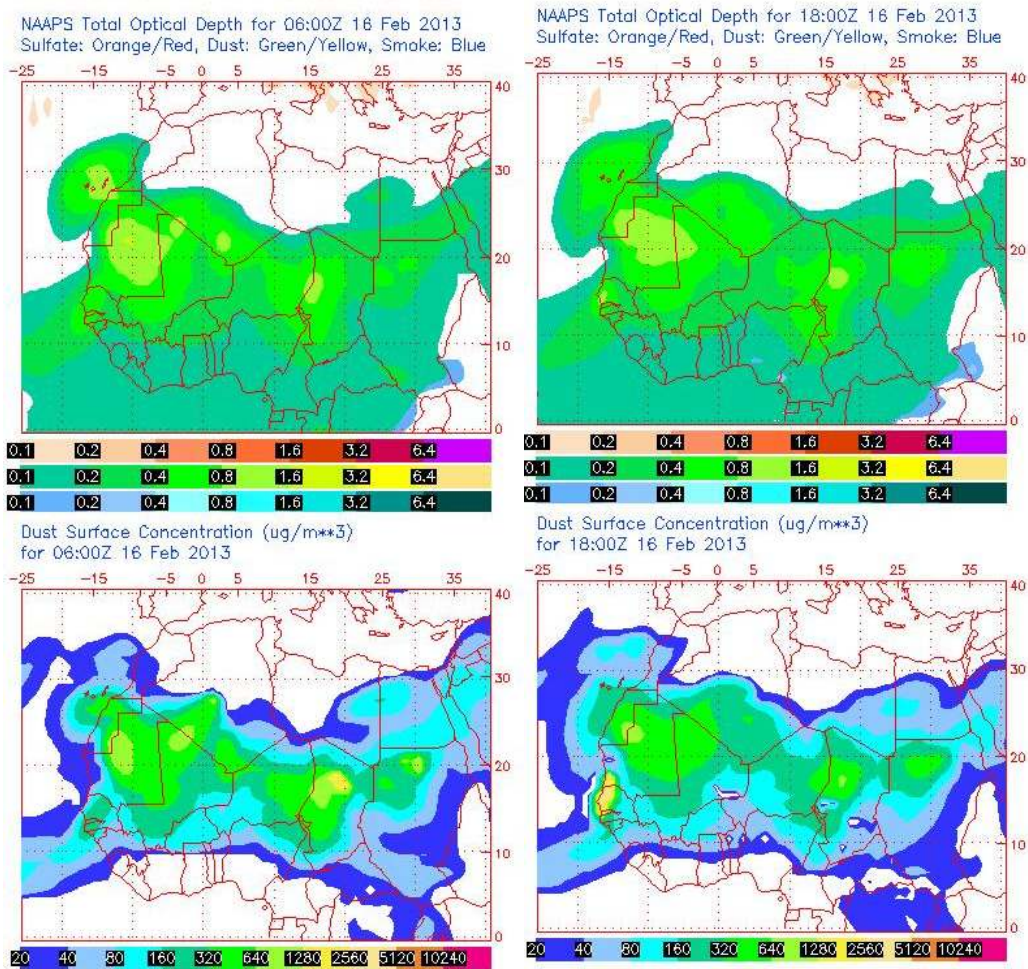 NAAPS Total Optical Depth for 06:00Z 16 Feb 2013
Sulfate: Orange/Red, Dust: Green/Yellow, Smoke: Blue
-25 -15 -5 0 5 15 25 35
40
30
20
10
0
0.1 0.2 0.4 0.8 1.6 3.2 6.4
0.1 0.2 0.4 0.8 1.6 3.2 6.4
0.1 0.2 0.4 0.8 1.6 3.2 6.4
NAAPS Total Optical Depth for 18:00Z 16 Feb 2013
Sulfate: Orange/Red, Dust: Green/Yellow, Smoke: Blue
-25 -15 -5 0 5 15 25 35
40
30
20
10
0
0.1 0.2 0.4 0.8 1.6 3.2 6.4
0.1 0.2 0.4 0.8 1.6 3.2 6.4
0.1 0.2 0.4 0.8 1.6 3.2 6.4
Dust Surface Concentration (ug/m**3)
for 06:00Z 16 Feb 2013
-25 -15 -5 0 5 15 25 35
40
30
20
10
0
20 40 80 160 320 640 1280 2560 5120 10240
Dust Surface Concentration (ug/m**3)
for 18:00Z 16 Feb 2013
-25 -15 -5 0 5 15 25 35
40
30
20
10
0
20 40 80 160 320 640 1280 2560 5120 10240